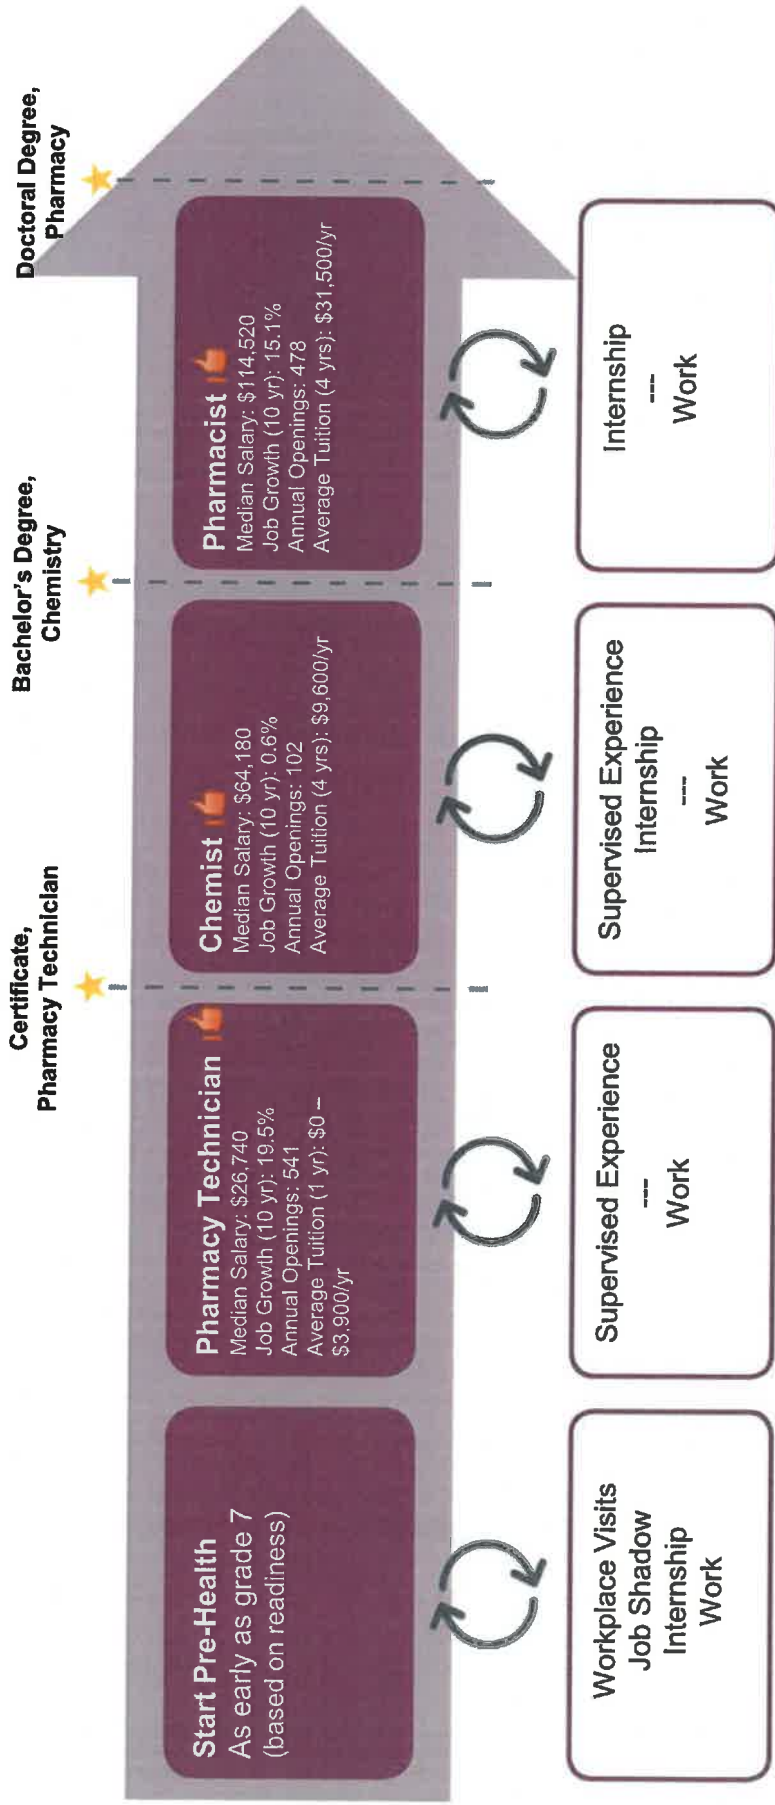 Certificate,
Pharmacy Technician
Bachelor's Degree,
Chemistry
Doctoral Degree,
Pharmacy
Start Pre-Health
As early as grade 7
(based on readiness)
Pharmacy Technician
Median Salary: $26,740
Job Growth (10 yr): 19.5%
Annual Openings: 541
Average Tuition (1 yr): $0 –
$3,900/yr
Chemist
Median Salary: $64,180
Job Growth (10 yr): 0.6%
Annual Openings: 102
Average Tuition (4 yrs): $9,600/yr
Pharmacist
Median Salary: $114,520
Job Growth (10 yr): 15.1%
Annual Openings: 478
Average Tuition (4 yrs): $31,500/yr
Workplace Visits
Job Shadow
Internship
Work
Supervised Experience
---
Work
Supervised Experience
Internship
---
Work
Internship
---
Work